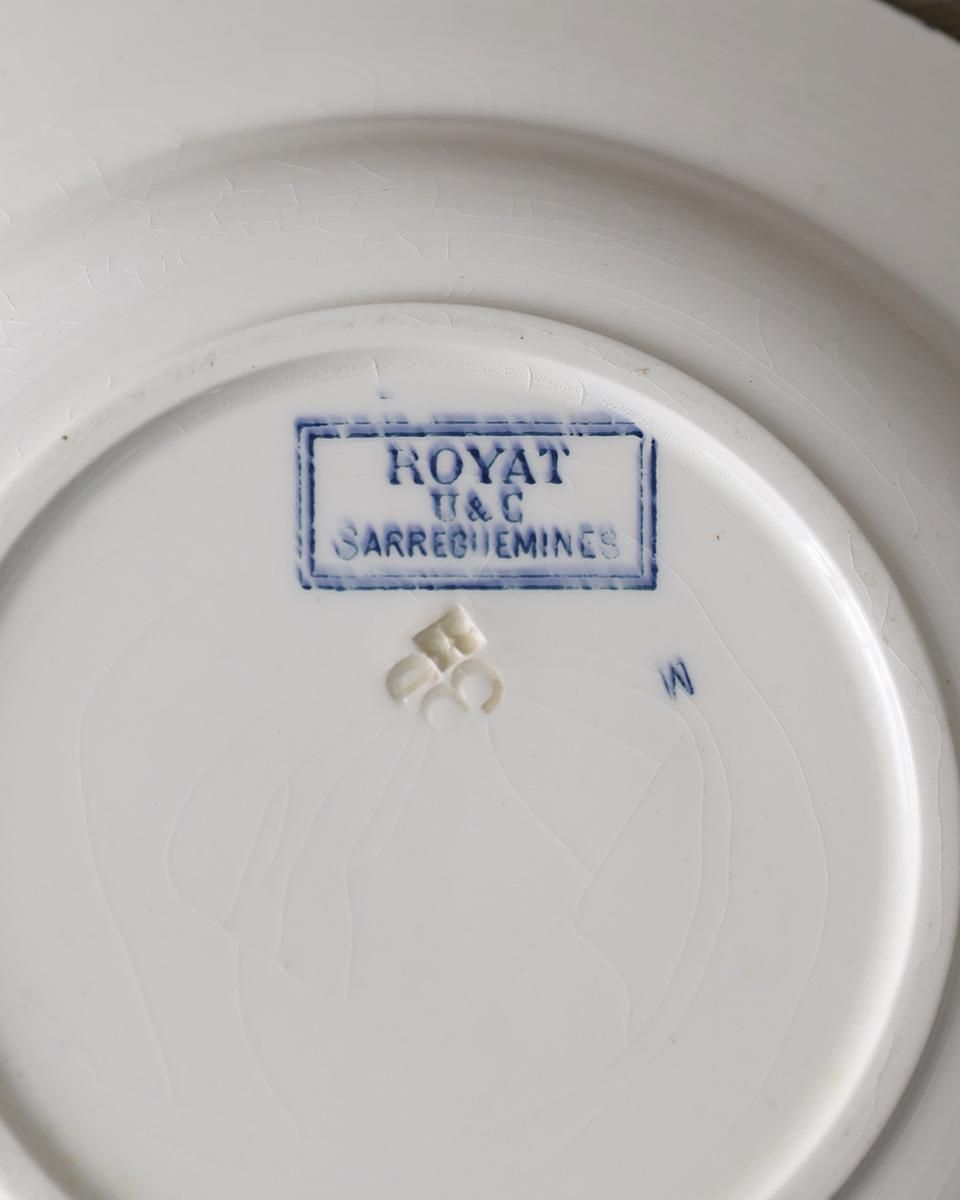 ROYAT
U & C
SARREGUEMINES